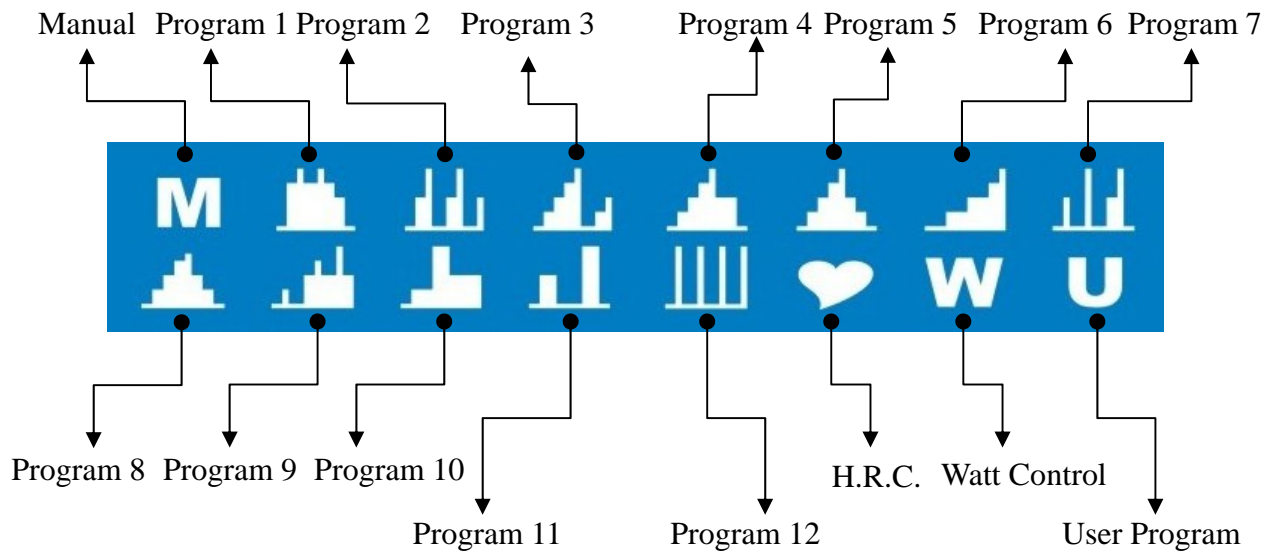 Manual Program 1 Program 2 Program 3 Program 4 Program 5 Program 6 Program 7
M
W U
Program 8 Program 9 Program 10 H.R.C. Watt Control
Program 11 Program 12 User Program